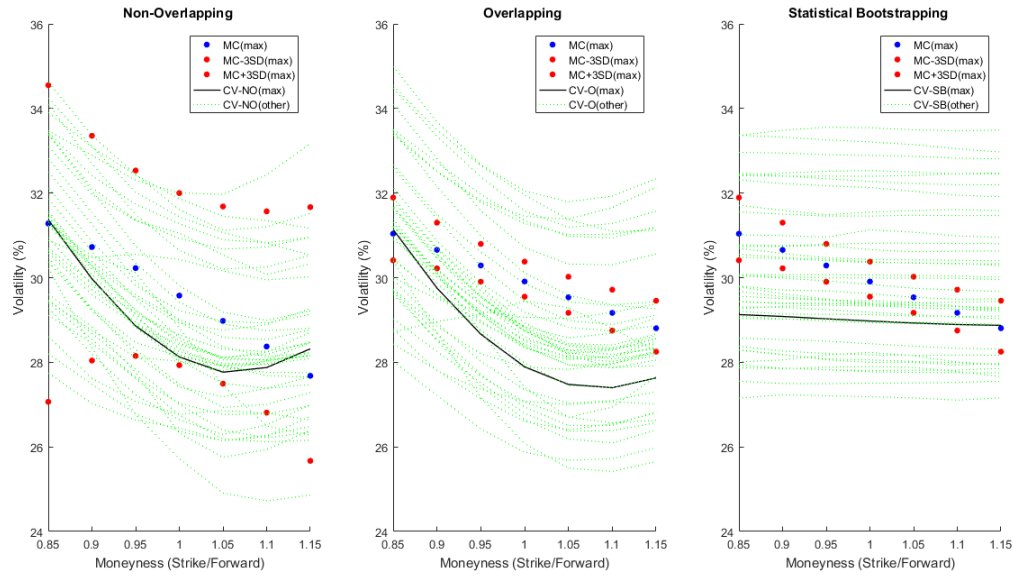 Non-Overlapping
36
34
32
30
28
26
24
Volatility (%)
MC(max)
MC-3SD(max)
MC+3SD(max)
CV-NO(max)
CV-NO(other)
0.85 0.9 0.95 1 1.05 1.1 1.15
Moneyness (Strike/Forward)
Overlapping
36
34
32
30
28
26
24
Volatility (%)
MC(max)
MC-3SD(max)
MC+3SD(max)
CV-O(max)
CV-O(other)
0.85 0.9 0.95 1 1.05 1.1 1.15
Moneyness (Strike/Forward)
Statistical Bootstrapping
36
34
32
30
28
26
24
Volatility (%)
MC(max)
MC-3SD(max)
MC+3SD(max)
CV-SB(max)
CV-SB(other)
0.85 0.9 0.95 1 1.05 1.1 1.15
Moneyness (Strike/Forward)